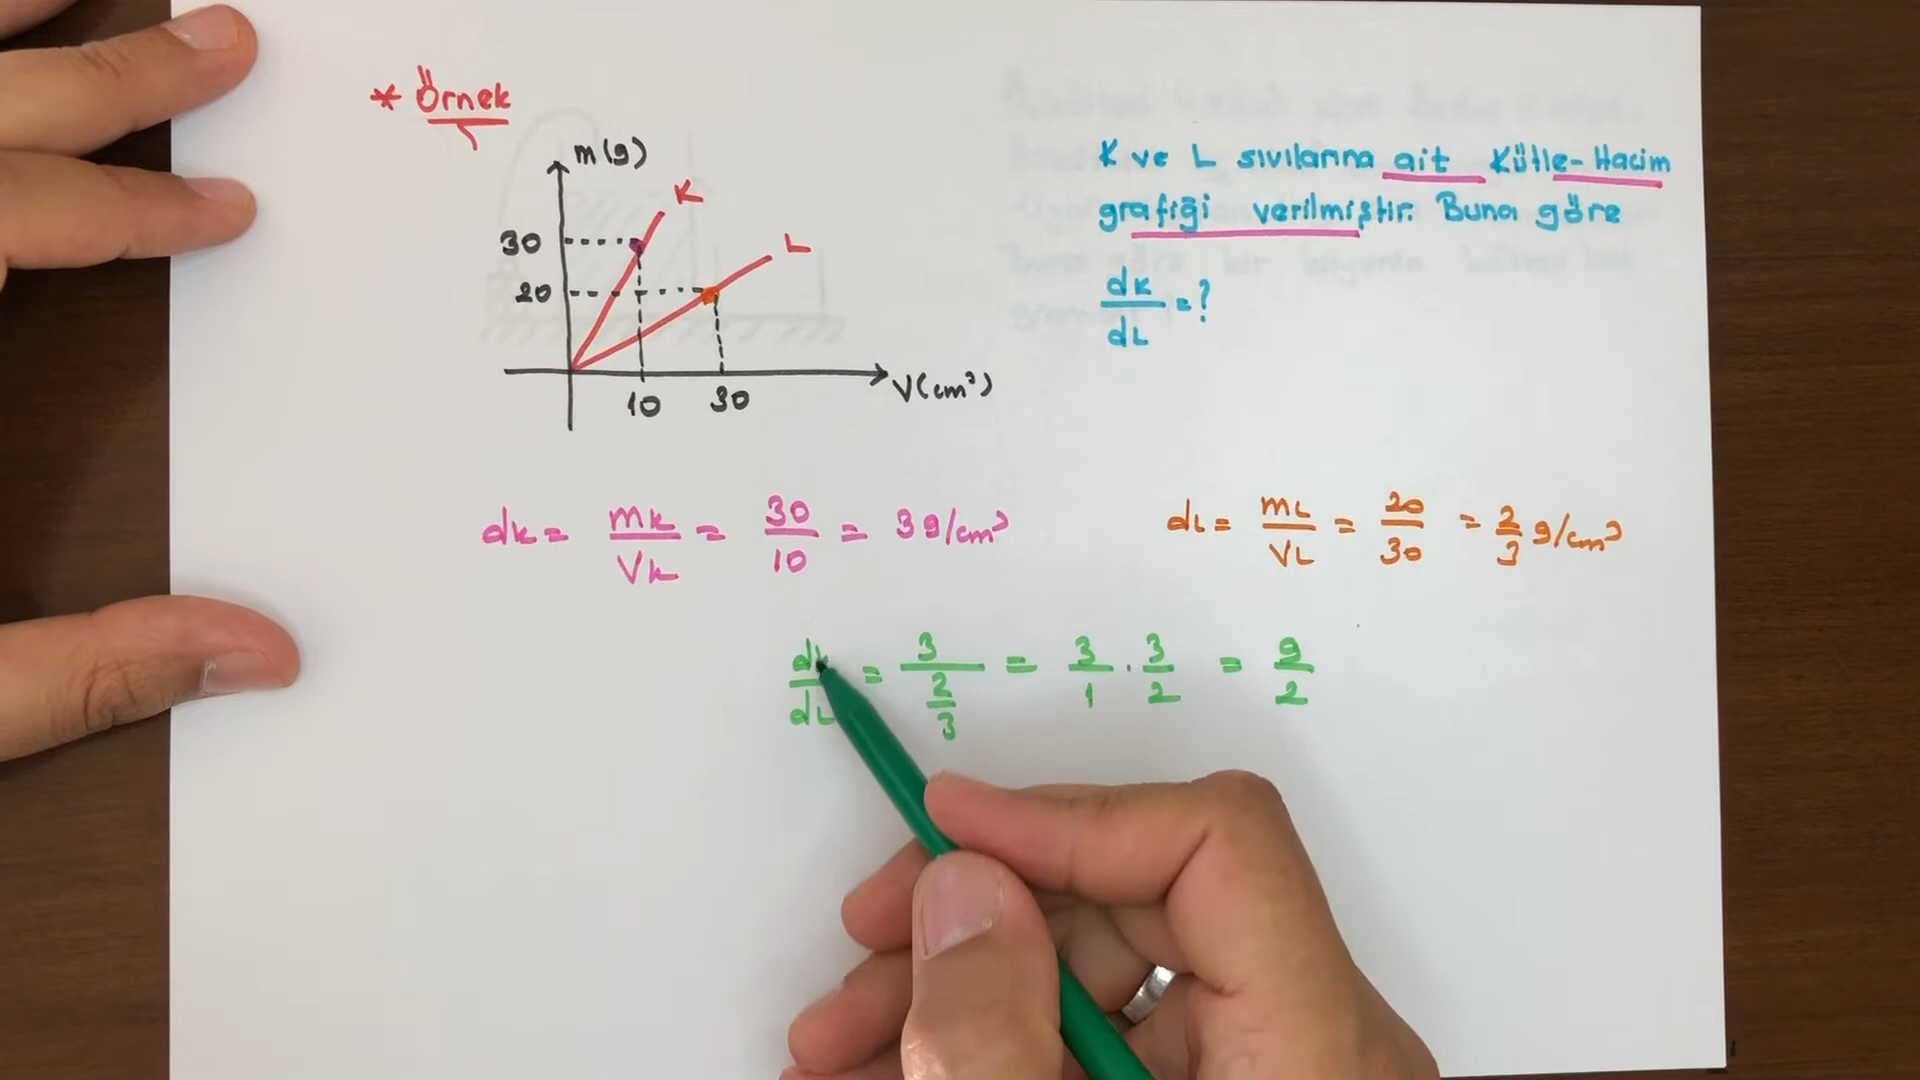 * Örnek
m(g)
K
L
30
20
10
30
V(cm³)
K ve L sıvılarına ait Kütle-Hacim
grafiği verilmiştir. Buna göre
dK/dL = ?
dK = mK/VK = 30/10 = 3 g/cm³
dL = mL/VL = 20/30 = 2/3 g/cm³
dK/dL = 3/(2/3) = 3/1 . 3/2 = 9/2